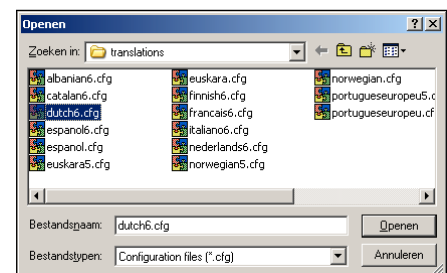 Openen
Zoeken in: translations
albanian6.cfg
catalan6.cfg
dutch6.cfg
espanol6.cfg
espanol.cfg
euskara5.cfg
euskara.cfg
finnish6.cfg
francais6.cfg
italiano6.cfg
nederlands6.cfg
norwegian5.cfg
norwegian.cfg
portugueseuropeu5.c
portugueseuropeu.cf
Bestandsnaam: dutch6.cfg Openen
Bestandstypen: Configuration files (*.cfg) Annuleren